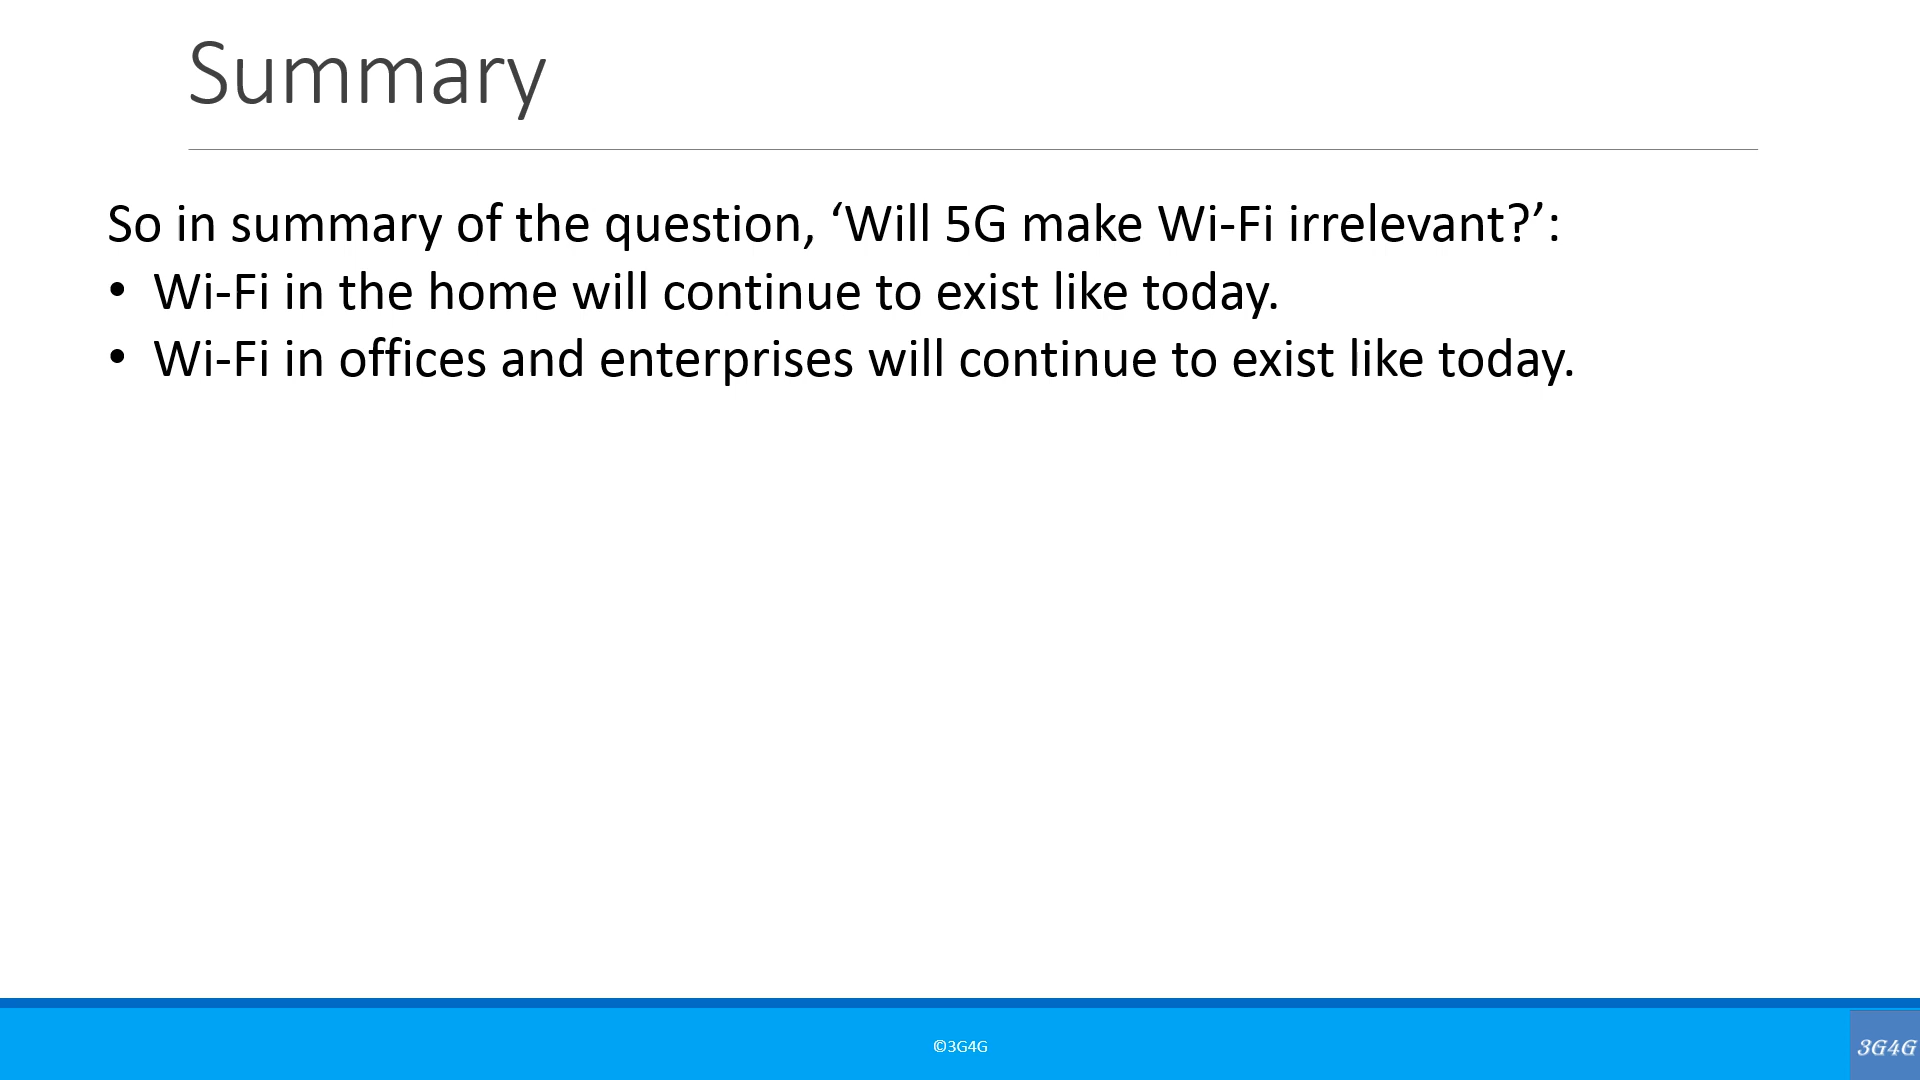 Summary
So in summary of the question, ‘Will 5G make Wi-Fi irrelevant?’:
• Wi-Fi in the home will continue to exist like today.
• Wi-Fi in offices and enterprises will continue to exist like today.
©3G4G
3G4G